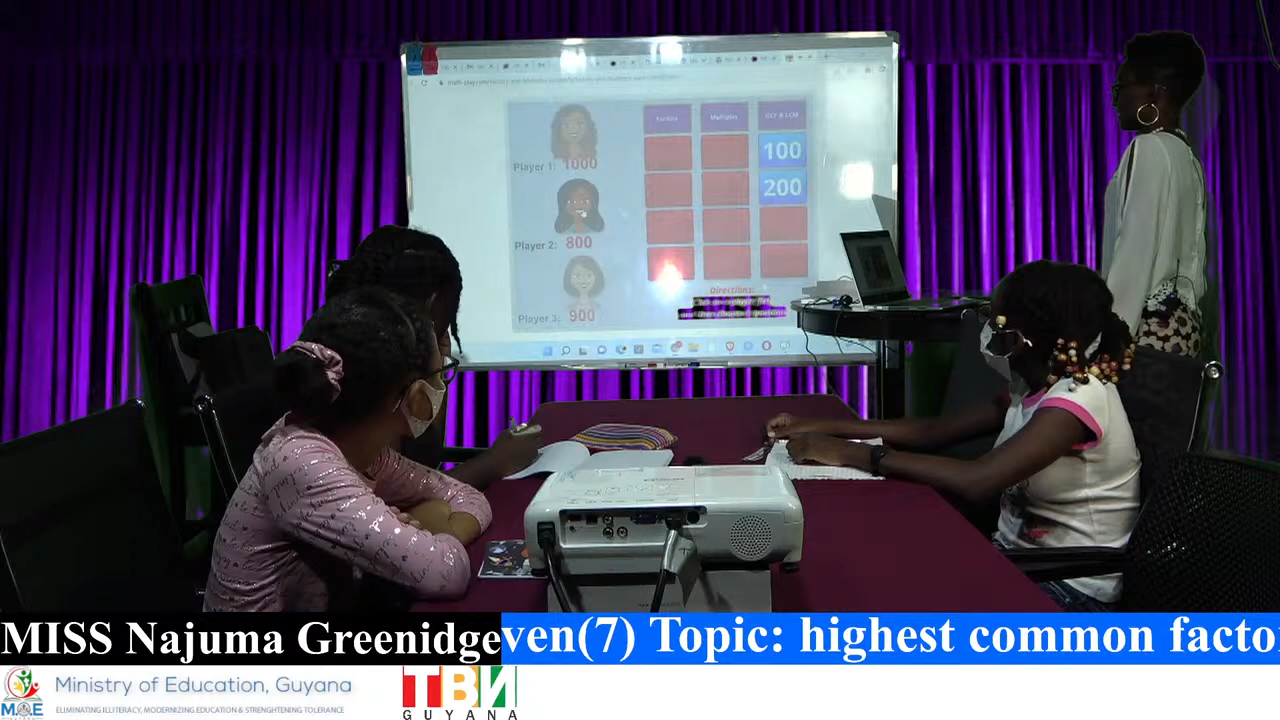 Factors
Multiples
GCF & LCM
Player 1: 1000
100
200
Player 2: 800
Player 3: 900
Directions:
MISS Najuma Greenidge
ven(7) Topic: highest common facto
Ministry of Education, Guyana
ELIMINATING ILLITERACY, MODERNIZING EDUCATION & STRENGHTENING TOLERANCE
M E
TBN
GUYANA